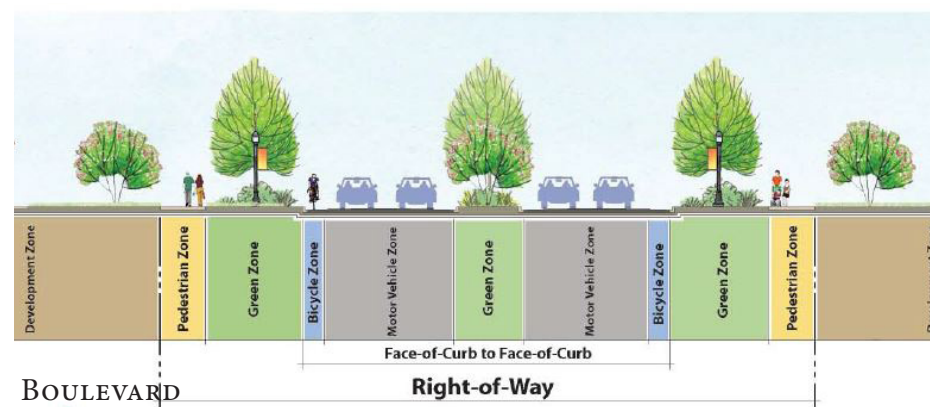 Development Zone
Pedestrian Zone
Green Zone
Bicycle Zone
Motor Vehicle Zone
Green Zone
Motor Vehicle Zone
Bicycle Zone
Green Zone
Pedestrian Zone
Face-of-Curb to Face-of-Curb
Right-of-Way
BOULEVARD